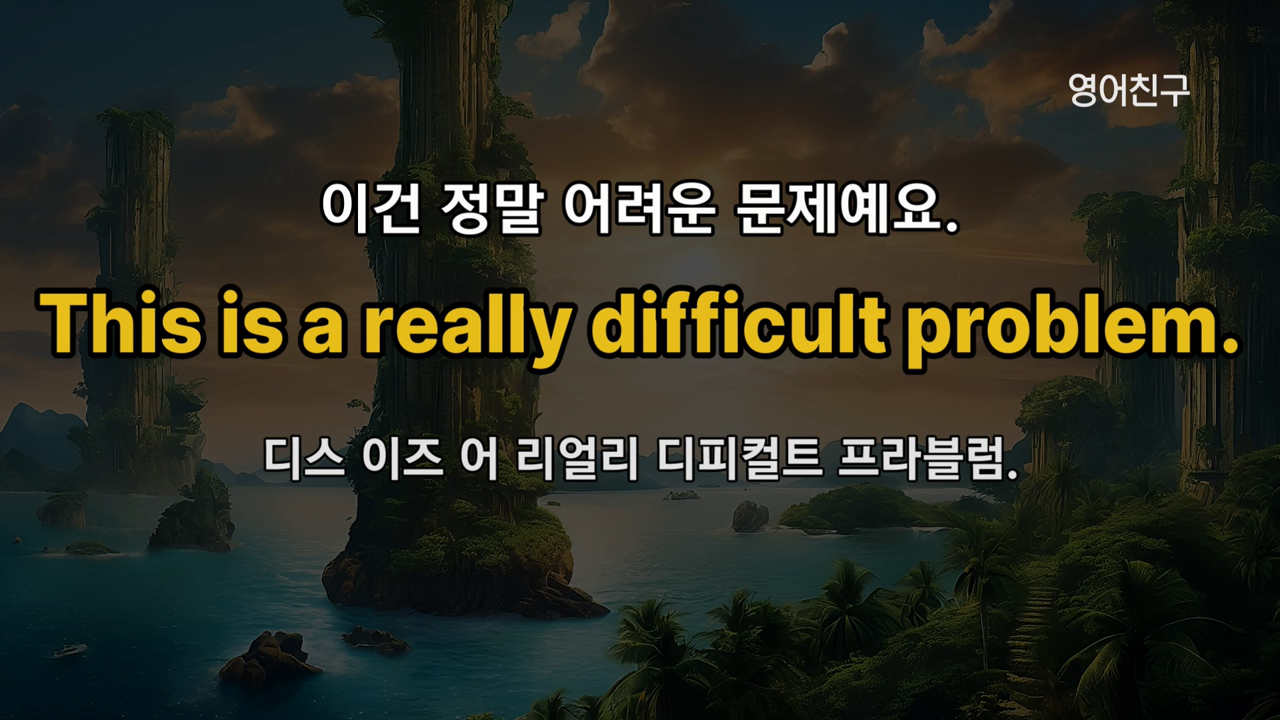 영어친구
이건 정말 어려운 문제예요.
This is a really difficult problem.
디스 이즈 어 리얼리 디피컬트 프라블럼.